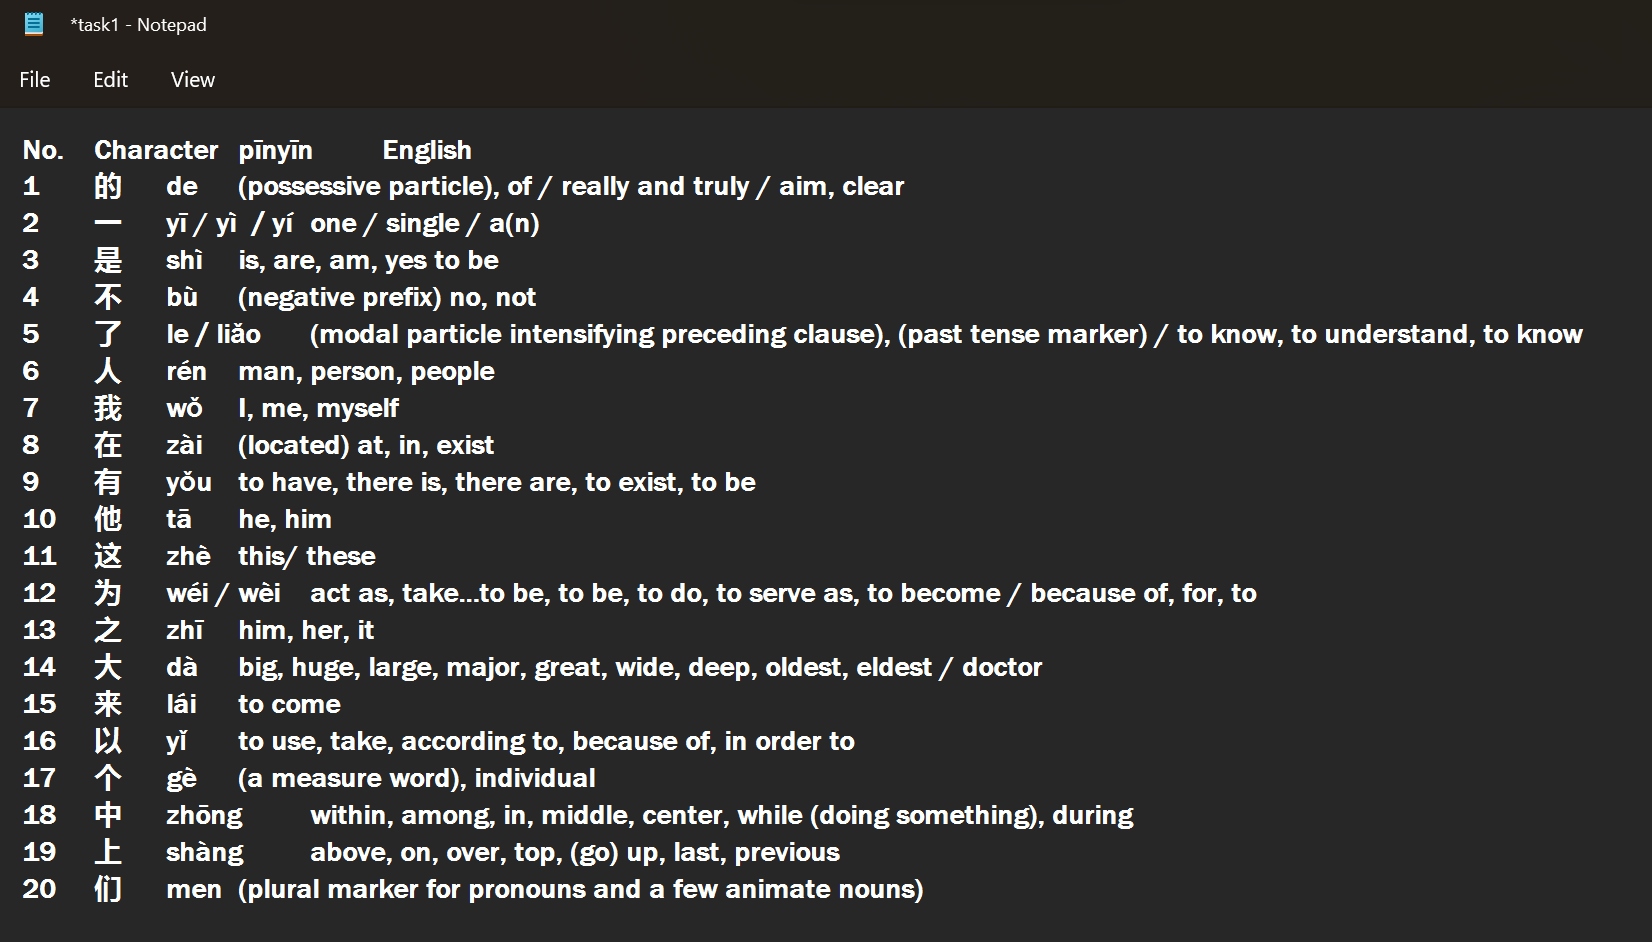 *task1 - Notepad
File Edit View
No. Character pīnyīn English
1 的 de (possessive particle), of / really and truly / aim, clear
2 一 yī / yì / yí one / single / a(n)
3 是 shì is, are, am, yes to be
4 不 bù (negative prefix) no, not
5 了 le / liǎo (modal particle intensifying preceding clause), (past tense marker) / to know, to understand, to know
6 人 rén man, person, people
7 我 wǒ I, me, myself
8 在 zài (located) at, in, exist
9 有 yǒu to have, there is, there are, to exist, to be
10 他 tā he, him
11 这 zhè this/ these
12 为 wéi / wèi act as, take...to be, to be, to do, to serve as, to become / because of, for, to
13 之 zhī him, her, it
14 大 dà big, huge, large, major, great, wide, deep, oldest, eldest / doctor
15 来 lái to come
16 以 yǐ to use, take, according to, because of, in order to
17 个 gè (a measure word), individual
18 中 zhōng within, among, in, middle, center, while (doing something), during
19 上 shàng above, on, over, top, (go) up, last, previous
20 们 men (plural marker for pronouns and a few animate nouns)